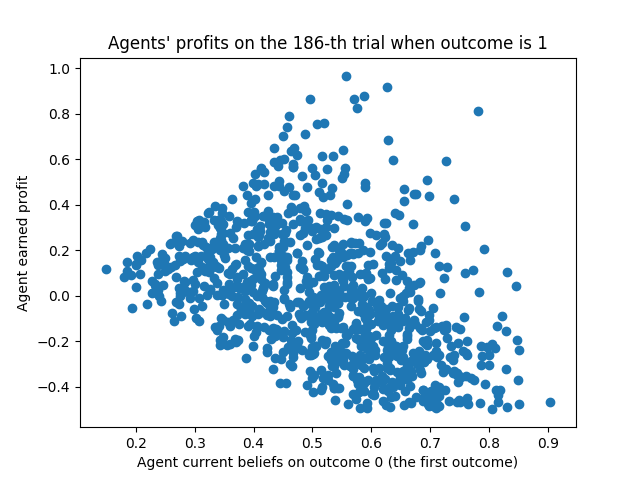 Agents' profits on the 186-th trial when outcome is 1
1.0
0.8
0.6
0.4
0.2
0.0
−0.2
−0.4
Agent earned profit
0.2 0.3 0.4 0.5 0.6 0.7 0.8 0.9
Agent current beliefs on outcome 0 (the first outcome)